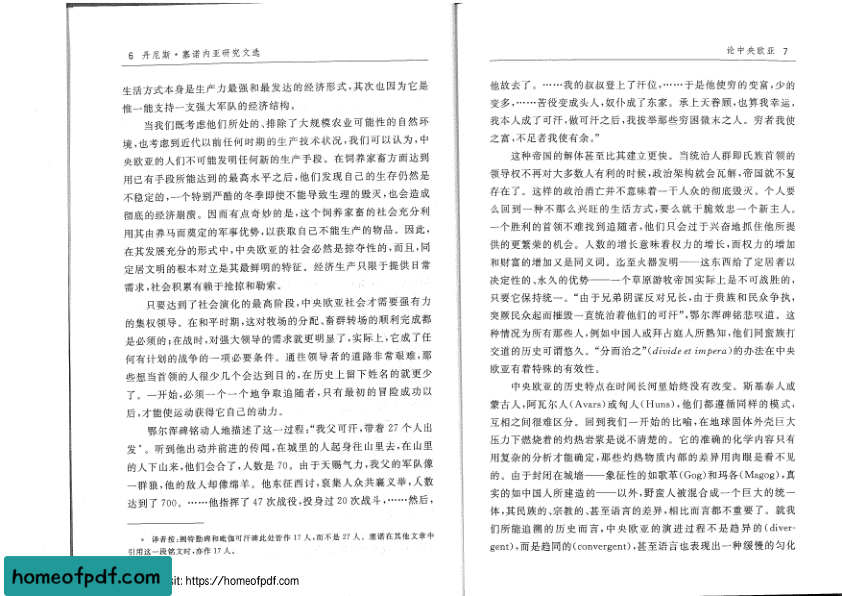 6 丹尼斯·塞诺内亚研究文选
生活方式本身是生产力最强和最发达的经济形式，其次也因为它是
惟一能支持一支强大军队的经济结构。
当我们既考虑他们所处的、排除了大规模农业可能性的自然环
境，也考虑到近代以前任何时期的生产技术状况，我们可以认为，中
央欧亚的人们不可能发明任何新的生产手段。在饲养家畜方面达到
用已有手段所能达到的最高水平之后，他们发现自己的生存仍然是
不稳定的，一个特别严酷的冬季即使不能导致生理的毁灭，也会造成
彻底的经济崩溃。因而有点奇妙的是，这个饲养家畜的社会充分利
用其由养马而奠定的军事优势，以获取自己不能生产的物品。因此，
在其发展充分的形式中，中央欧亚的社会必然是掠夺性的，而且，同
定居文明的根本对立是其最鲜明的特征。经济生产只限于提供日常
需求，社会积累有赖于抢掠和勒索。
只要达到了社会演化的最高阶段，中央欧亚社会才需要强有力
的集权领导。在和平时期，这对牧场的分配、畜群转场的顺利完成都
是必须的；在战时，对强大领导的需求就更明显了，实际上，它成了任
何有计划的战争的一项必要条件。通往领导者的道路非常艰难，那
些想当首领的人很少几个会达到目的，在历史上留下姓名的就更少
了。一开始，必须一个一个地争取追随者，只有最初的冒险成功以
后，才能使运动获得它自己的动力。
鄂尔浑碑铭动人地描述了这一过程：“我父可汗，带着 27 个人出
发*。听到他出动并前进的传闻，在城里的人起身往山里去，在山里
的人下山来，他们会合了，人数是 70。由于天赐气力，我父的军队像
一群狼，他的敌人却像绵羊。他东征西讨，裒集人众共襄义举，人数
达到了 700。……他指挥了 47 次战役，投身过 20 次战斗，……然后，
* 译者按：阙特勤碑和毗伽可汗碑此处皆作 17 人，而不是 27 人。塞诺在其他文章中
引用这一段铭文时，亦作 17 人。
论中央欧亚 7
他故去了。……我的叔叔登上了汗位，……于是他使穷的变富，少的
变多，……苦役变成头人，奴仆成了东家。承上天眷顾，也算我幸运，
我本人成了可汗，做可汗之后，我拔举那些穷困微末之人。穷者我使
之富，不足者我使有余。”
这种帝国的解体甚至比其建立更快。当统治人群即氏族首领的
领导权不再对大多数人有利的时候，政治架构就会瓦解，帝国就不复
存在了。这样的政治消亡并不意味着一干人众的彻底毁灭。个人要
么回到一种不那么兴旺的生活方式，要么就干脆效忠一个新主人。
一个胜利的首领不难找到追随者，他们只会过于兴奋地抓住他所提
供的更繁荣的机会。人数的增长意味着权力的增长，而权力的增加
和财富的增加又是同义词。迄至火器发明——这东西给了定居者以
决定性的、永久的优势——一个草原游牧帝国实际上是不可战胜的，
只要它保持统一。“由于兄弟阴谋反对兄长，由于贵族和民众争执，
突厥民众起而摧毁一直统治着他们的可汗”，鄂尔浑碑铭悲叹道。这
种情况为所有那些人，例如中国人或拜占庭人所熟知，他们同蛮族打
交道的历史可谓悠久。“分而治之”(divide et impera)的办法在中央
欧亚有着特殊的有效性。
中央欧亚的历史特点在时间长河里始终没有改变。斯基泰人或
蒙古人，阿瓦尔人(Avars)或匈人(Huns)，他们都遵循同样的模式，
互相之间很难区分。回到我们一开始的比喻，在地球固体外壳巨大
压力下燃烧着的灼热岩浆是说不清楚的。它的准确的化学内容只有
用复杂的分析才能确定，那些灼热物质内部的差异用肉眼是看不见
的。由于封闭在城墙——象征性的如歌革(Gog)和玛各(Magog)，真
实的如中国人所建造的——以外，野蛮人被混合成一个巨大的统一
体，其民族的、宗教的、甚至语言的差异，相比而言都不重要了。就我
们所能追溯的历史而言，中央欧亚的演进过程不是趋异的(diver-
gent)，而是趋同的(convergent)，甚至语言也表现出一种缓慢的匀化
homeofpdf.com
sit: https://homeofpdf.com